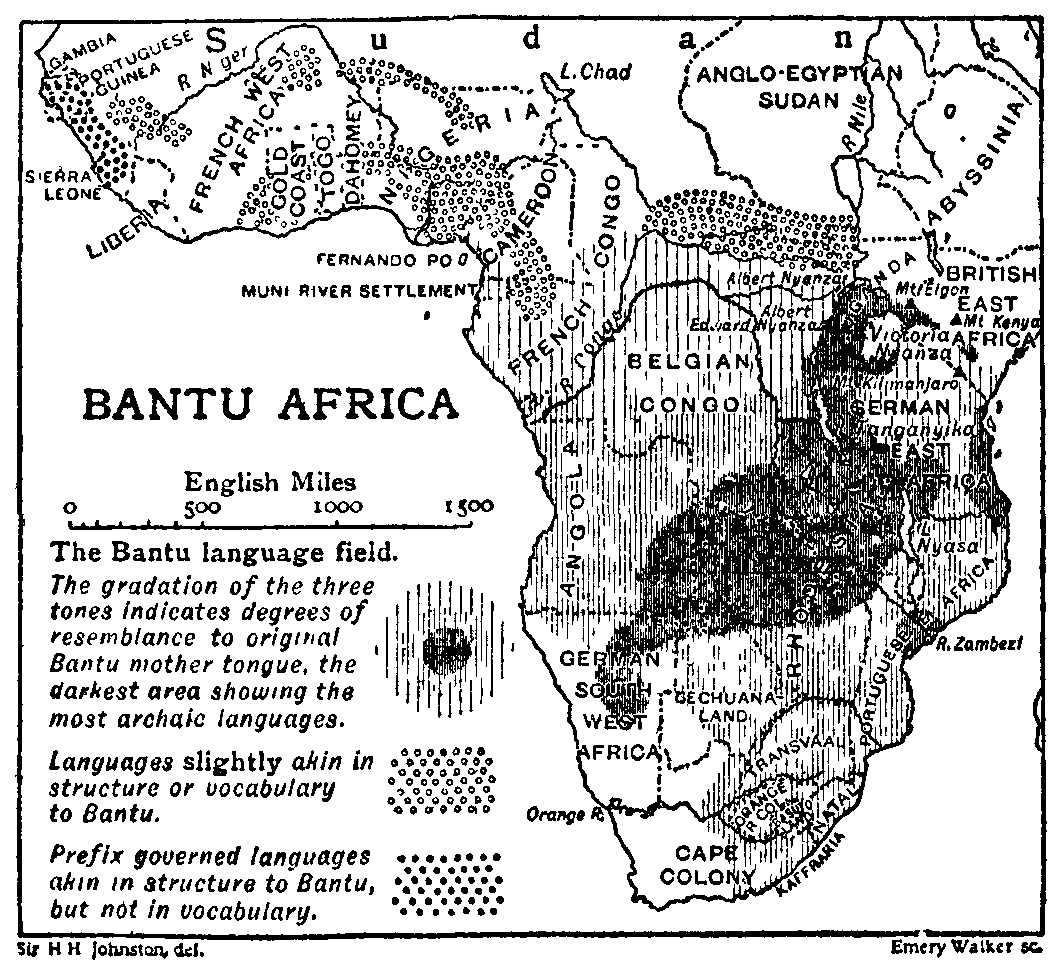 S u d a n
GAMBIA
PORTUGUESE
GUINEA
R Niger
FRENCH WEST
AFRICA
SIERRA
LEONE
LIBERIA
GOLD
COAST
TOGO
DAHOMEY
NIGERIA
L. Chad
ANGLO-EGYPTIAN
SUDAN
R Nile
ABYSSINIA
CAMEROON
FERNANDO PO
MUNI RIVER SETTLEMENT
FRENCH CONGO
R Congo
Albert Nyanza
Albert
Edward Nyanza
Mt Elgon
BRITISH
EAST
AFRICA
Mt Kenya
Victoria
Nyanza
Kilimanjaro
BELGIAN
CONGO
GERMAN
EAST
AFRICA
anganyika
BANTU AFRICA
English Miles
0 500 1000 1500
The Bantu language field.
The gradation of the three
tones indicates degrees of
resemblance to original
Bantu mother tongue, the
darkest area showing the
most archaic languages.
Languages slightly akin in
structure or vocabulary
to Bantu.
Prefix governed languages
akin in structure to Bantu,
but not in vocabulary.
ANGOLA
L.
Nyasa
PORTUGUESE E AFRICA
R. Zambezi
GERMAN
SOUTH
WEST
AFRICA
BECHUANA-
LAND
TRANSVAAL
ORANGE
R COL.
NATAL
Orange R.
CAPE
COLONY
KAFFRARIA
Sir H H Johnston, del.
Emery Walker sc.